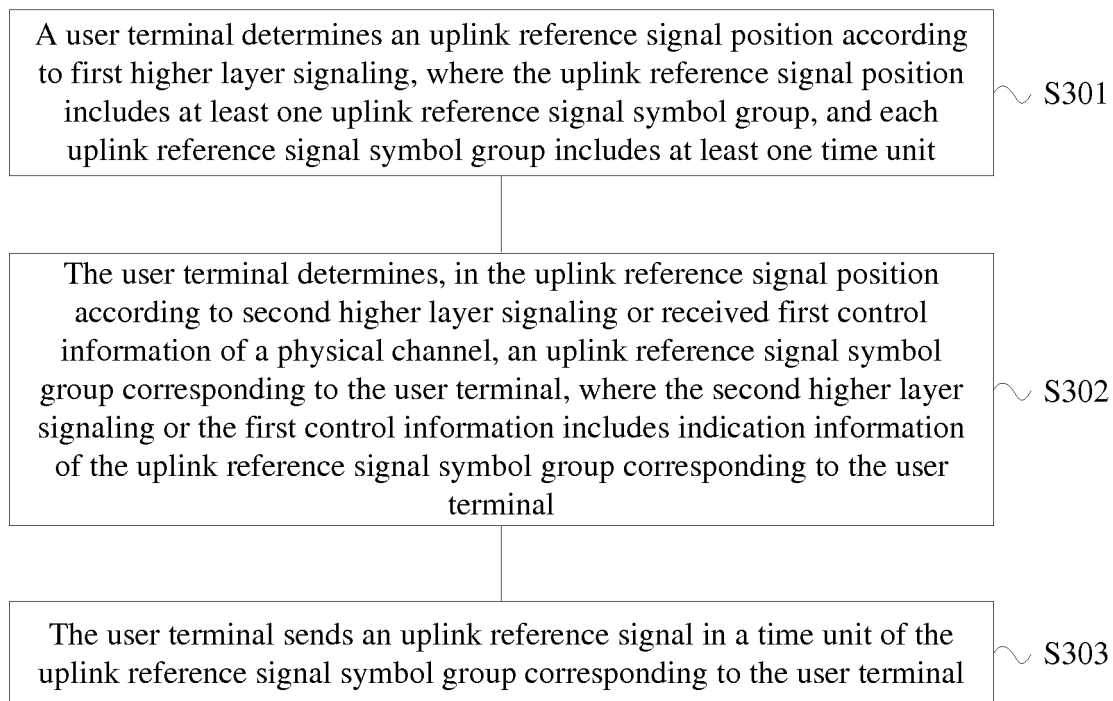 A user terminal determines an uplink reference signal position according
to first higher layer signaling, where the uplink reference signal position
includes at least one uplink reference signal symbol group, and each
uplink reference signal symbol group includes at least one time unit
S301
The user terminal determines, in the uplink reference signal position
according to second higher layer signaling or received first control
information of a physical channel, an uplink reference signal symbol
group corresponding to the user terminal, where the second higher layer
signaling or the first control information includes indication information
of the uplink reference signal symbol group corresponding to the user
terminal
S302
The user terminal sends an uplink reference signal in a time unit of the
uplink reference signal symbol group corresponding to the user terminal
S303